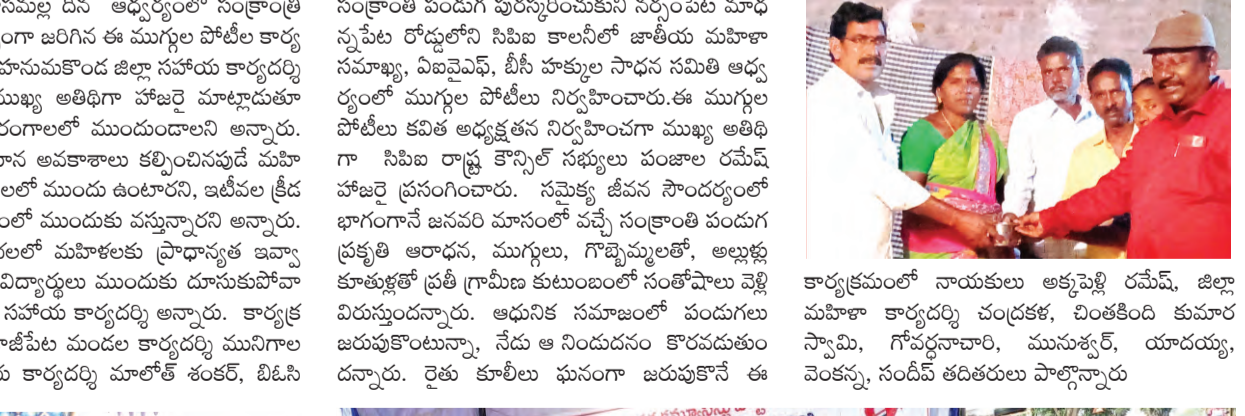 సమల్ల దిన ఆధ్వర్యంలో సంక్రాంతి
ంగా జరిగిన ఈ ముగ్గుల పోటీల కార్య
హనుమకొండ జిల్లా సహాయ కార్యదర్శి
ముఖ్య అతిథిగా హాజరై మాట్లాడుతూ
రంగాలలో ముందుండాలని అన్నారు.
అవకాశాలు కల్పించినపుడే మహి
లలో ముందు ఉంటారని, ఇటీవల క్రీడ
ంలో ముందుకు వస్తున్నారని అన్నారు.
మహిళలకు ప్రాధాన్యత ఇవ్వా
విద్యార్థులు ముందుకు దూసుకుపోవా
సహాయ కార్యదర్శి అన్నారు. కార్యక్ర
ాజీపేట మండల కార్యదర్శి మునిగాల
కార్యదర్శి మాలోత్ శంకర్, బిఓసి
సంక్రాంతి పండుగ పురస్కరించుకుని నర్సంపేట మాధ
న్నపేట రోడ్డులోని సిపిఐ కాలనీలో జాతీయ మహిళా
సమాఖ్య, ఏఐవైఎఫ్, బీసీ హక్కుల సాధన సమితి ఆధ్వ
ర్యంలో ముగ్గుల పోటీలు నిర్వహించారు.ఈ ముగ్గుల
పోటీలు కవిత అధ్యక్షతన నిర్వహించగా ముఖ్య అతిథి
గా సిపిఐ రాష్ట్ర కౌన్సిల్ సభ్యులు పంజాల రమేష్
హాజరై ప్రసంగించారు. సమైక్య జీవన సౌందర్యంలో
భాగంగానే జనవరి మాసంలో వచ్చే సంక్రాంతి పండుగ
ప్రకృతి ఆరాధన, ముగ్గులు, గొబ్బెమ్మలతో, అల్లుళ్లు
కూతుళ్లతో ప్రతీ గ్రామీణ కుటుంబంలో సంతోషాలు వెళ్లి
విరుస్తుందన్నారు. ఆధునిక సమాజంలో పండుగలు
జరుపుకొంటున్నా, నేడు ఆ నిండుదనం కొరవడుతుం
దన్నారు. రైతు కూలీలు ఘనంగా జరుపుకొనే ఈ
కార్యక్రమంలో నాయకులు అక్కపెళ్లి రమేష్, జిల్లా
మహిళా కార్యదర్శి చంద్రకళ, చింతకింది కుమార
స్వామి, గోవర్ధనాచారి, మునుశ్వర్, యాదయ్య,
వెంకన్న, సందీప్ తదితరులు పాల్గొన్నారు